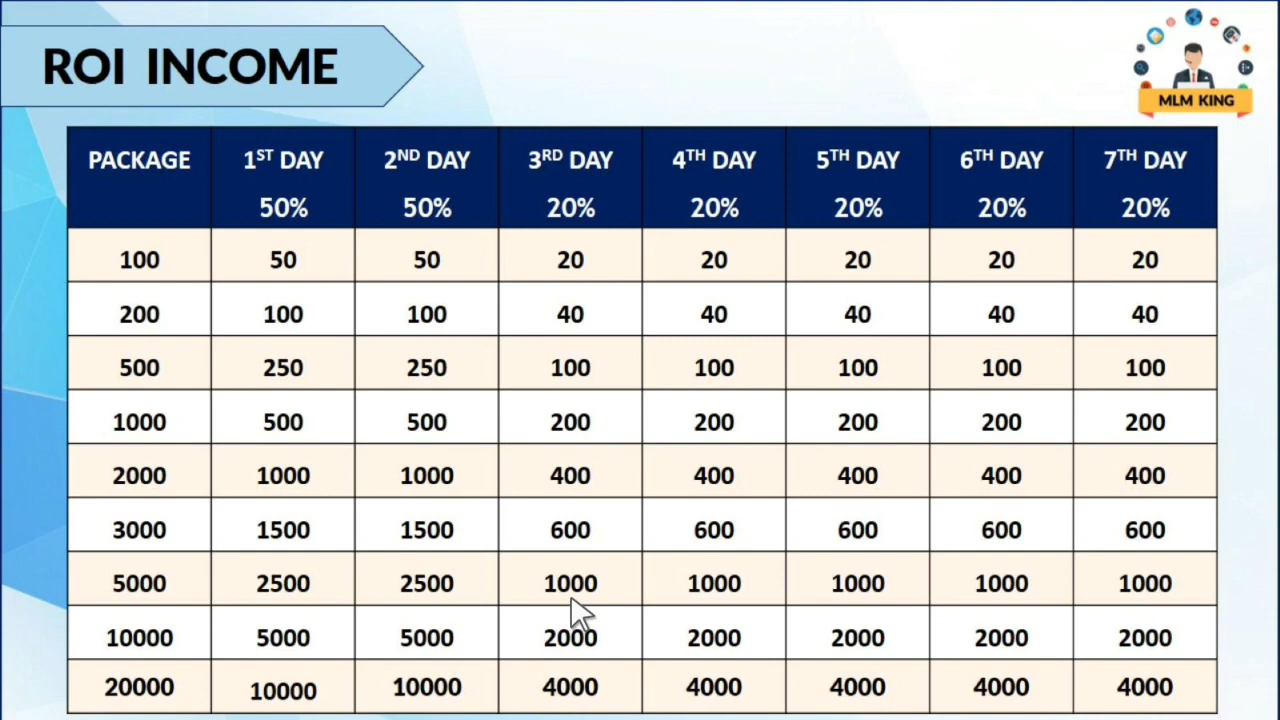 ROI INCOME
MLM KING
PACKAGE 1ST DAY 2ND DAY 3RD DAY 4TH DAY 5TH DAY 6TH DAY 7TH DAY
50% 50% 20% 20% 20% 20% 20%
100 50 50 20 20 20 20 20
200 100 100 40 40 40 40 40
500 250 250 100 100 100 100 100
1000 500 500 200 200 200 200 200
2000 1000 1000 400 400 400 400 400
3000 1500 1500 600 600 600 600 600
5000 2500 2500 1000 1000 1000 1000 1000
10000 5000 5000 2000 2000 2000 2000 2000
20000 10000 10000 4000 4000 4000 4000 4000